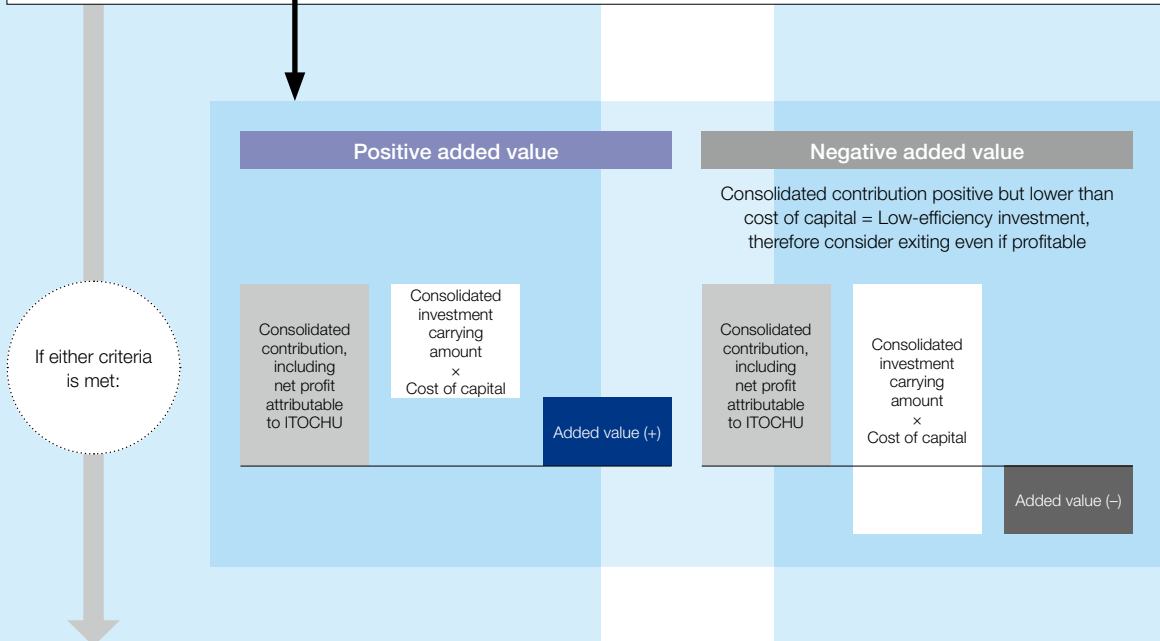 Positive added value
Negative added value
Consolidated contribution positive but lower than
cost of capital = Low-efficiency investment,
therefore consider exiting even if profitable
If either criteria
is met:
Consolidated
contribution,
including
net profit
attributable
to ITOCHU
Consolidated
investment
carrying
amount
×
Cost of capital
Added value (+)
Consolidated
contribution,
including
net profit
attributable
to ITOCHU
Consolidated
investment
carrying
amount
×
Cost of capital
Added value (–)